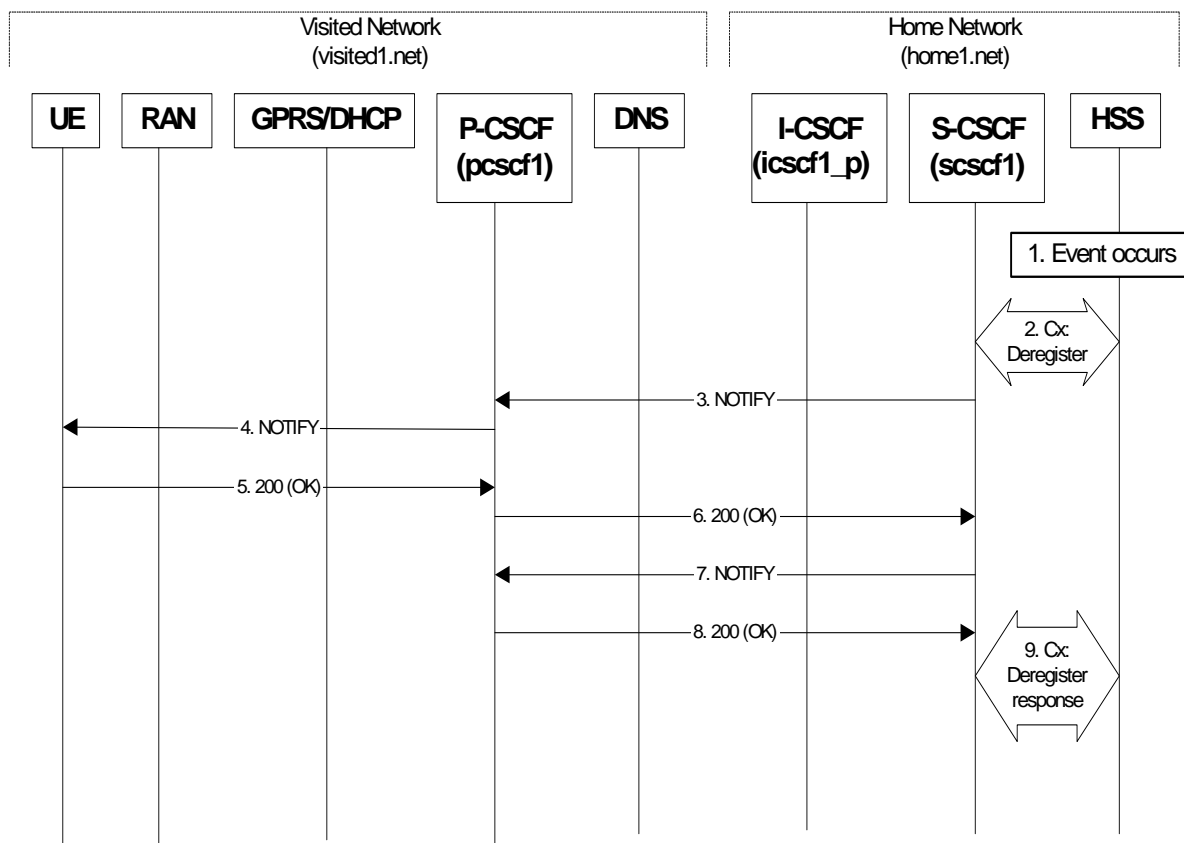 Visited Network
(visited1.net)
Home Network
(home1.net)
UE
RAN
GPRS/DHCP
P-CSCF
(pcscf1)
DNS
I-CSCF
(icscf1_p)
S-CSCF
(scscf1)
HSS
1. Event occurs
2. Cx:
Deregister
3. NOTIFY
4. NOTIFY
5. 200 (OK)
6. 200 (OK)
7. NOTIFY
8. 200 (OK)
9. Cx:
Deregister
response